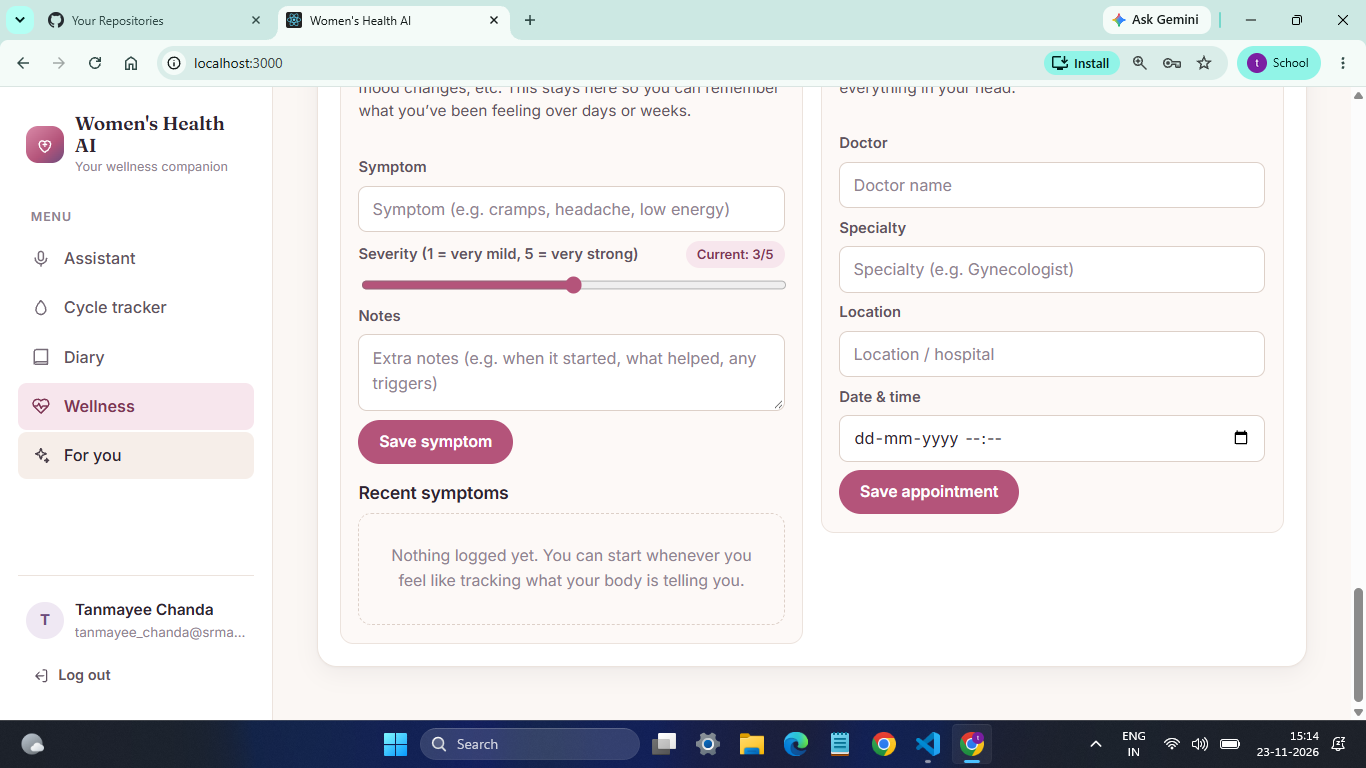 Your Repositories
Women's Health AI
Ask Gemini
localhost:3000
Install
t
School
Women's Health
AI
Your wellness companion
MENU
Assistant
Cycle tracker
Diary
Wellness
For you
T
Tanmayee Chanda
tanmayee_chanda@srma...
Log out
mood changes, etc. This stays here so you can remember
what you’ve been feeling over days or weeks.
Symptom
Symptom (e.g. cramps, headache, low energy)
Severity (1 = very mild, 5 = very strong)
Current: 3/5
Notes
Extra notes (e.g. when it started, what helped, any
triggers)
Save symptom
Recent symptoms
Nothing logged yet. You can start whenever you
feel like tracking what your body is telling you.
everything in your head.
Doctor
Doctor name
Specialty
Specialty (e.g. Gynecologist)
Location
Location / hospital
Date & time
dd-mm-yyyy --:--
Save appointment
Search
ENG
IN
15:14
23-11-2026